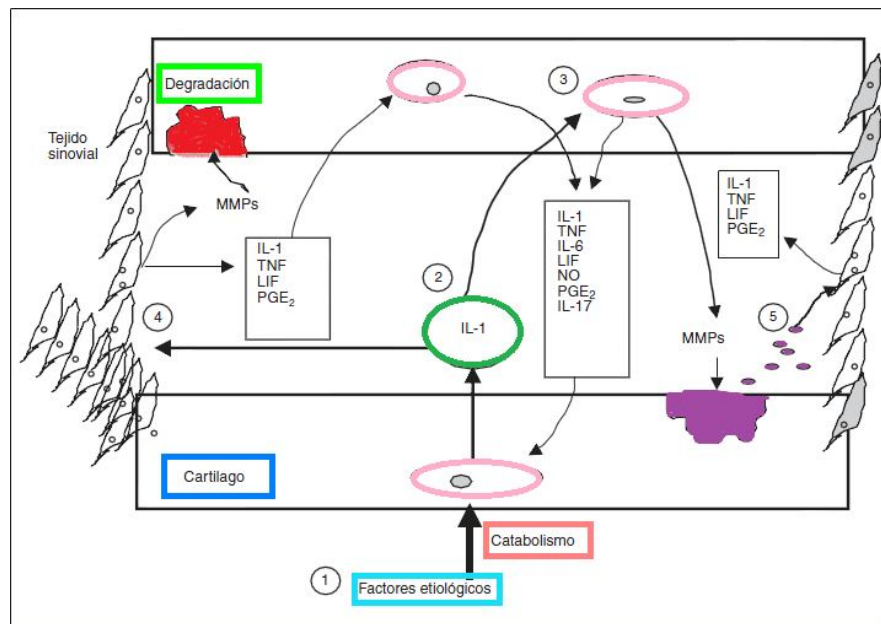 Degradación
3
Tejido
sinovial
MMPs
IL-1
TNF
LIF
PGE₂
2
IL-1
TNF
IL-6
LIF
NO
PGE₂
IL-17
IL-1
TNF
LIF
PGE₂
4
IL-1
5
MMPs
Cartilago
Catabolismo
1
Factores etiológicos